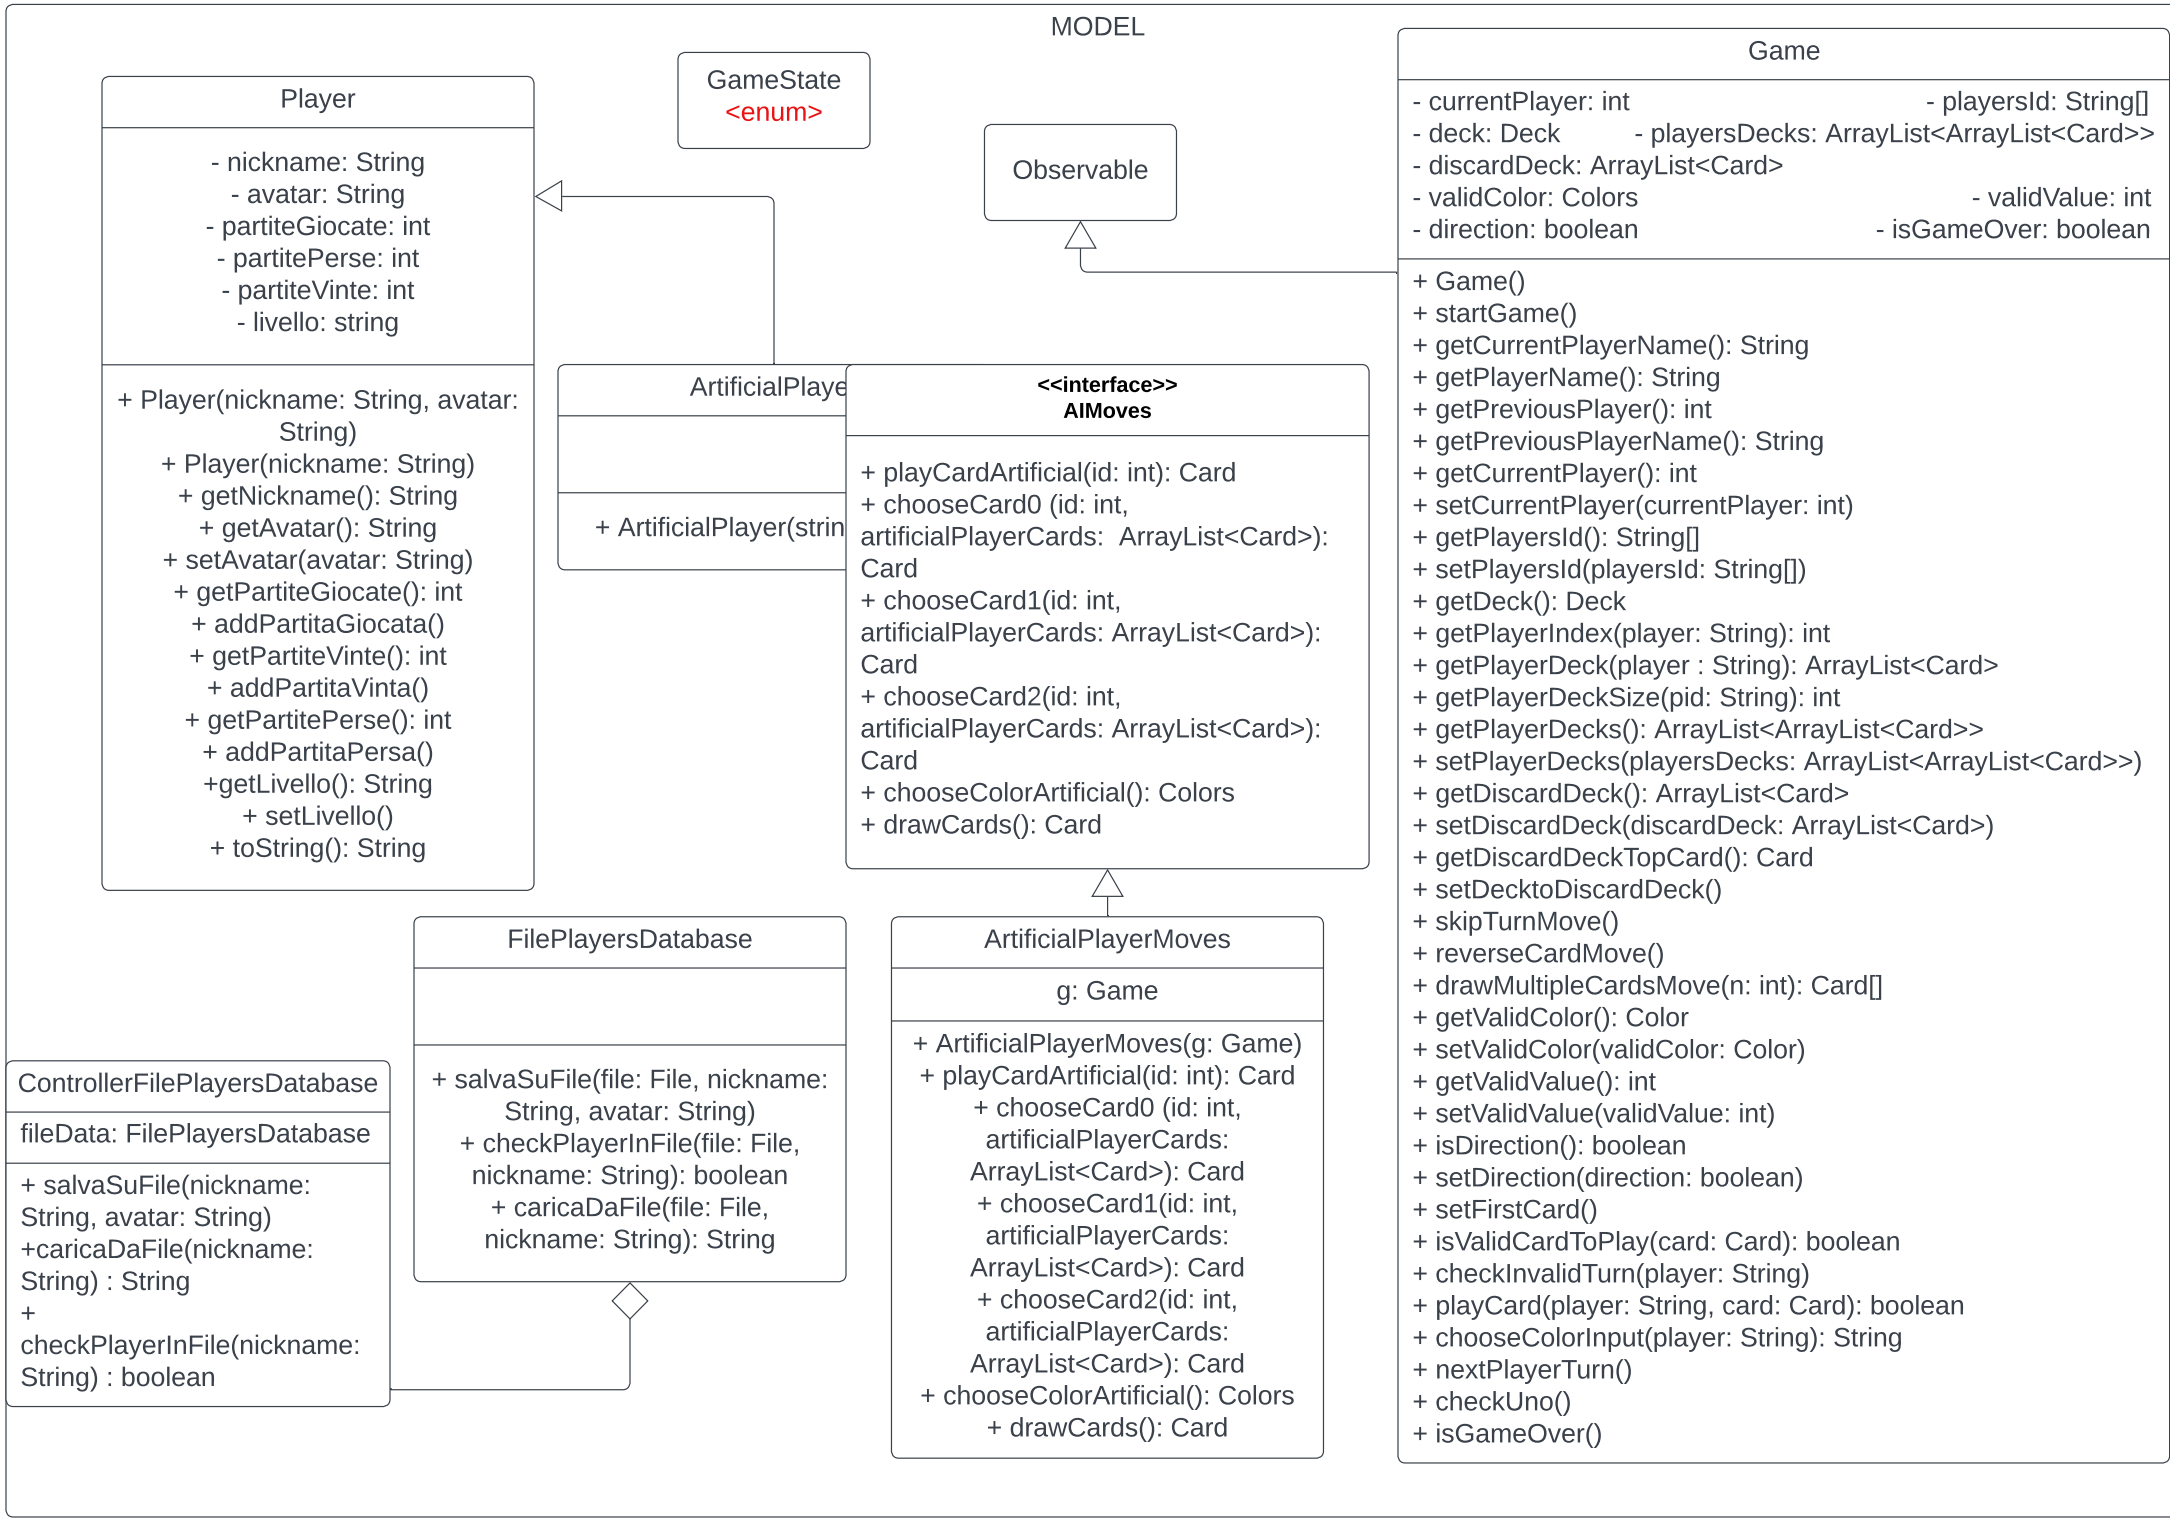 MODEL
Player
- nickname: String
- avatar: String
- partiteGiocate: int
- partitePerse: int
- partiteVinte: int
- livello: string
+ Player(nickname: String, avatar:
String)
+ Player(nickname: String)
+ getNickname(): String
+ getAvatar(): String
+ setAvatar(avatar: String)
+ getPartiteGiocate(): int
+ addPartitaGiocata()
+ getPartiteVinte(): int
+ addPartitaVinta()
+ getPartitePerse(): int
+ addPartitaPersa()
+getLivello(): String
+ setLivello()
+ toString(): String
GameState
<enum>
Observable
ArtificialPlaye
+ ArtificialPlayer(strin
<<interface>>
AIMoves
+ playCardArtificial(id: int): Card
+ chooseCard0 (id: int,
artificialPlayerCards:  ArrayList<Card>):
Card
+ chooseCard1(id: int,
artificialPlayerCards: ArrayList<Card>):
Card
+ chooseCard2(id: int,
artificialPlayerCards: ArrayList<Card>):
Card
+ chooseColorArtificial(): Colors
+ drawCards(): Card
Game
- currentPlayer: int - playersId: String[]
- deck: Deck - playersDecks: ArrayList<ArrayList<Card>>
- discardDeck: ArrayList<Card>
- validColor: Colors - validValue: int
- direction: boolean - isGameOver: boolean
+ Game()
+ startGame()
+ getCurrentPlayerName(): String
+ getPlayerName(): String
+ getPreviousPlayer(): int
+ getPreviousPlayerName(): String
+ getCurrentPlayer(): int
+ setCurrentPlayer(currentPlayer: int)
+ getPlayersId(): String[]
+ setPlayersId(playersId: String[])
+ getDeck(): Deck
+ getPlayerIndex(player: String): int
+ getPlayerDeck(player : String): ArrayList<Card>
+ getPlayerDeckSize(pid: String): int
+ getPlayerDecks(): ArrayList<ArrayList<Card>>
+ setPlayerDecks(playersDecks: ArrayList<ArrayList<Card>>)
+ getDiscardDeck(): ArrayList<Card>
+ setDiscardDeck(discardDeck: ArrayList<Card>)
+ getDiscardDeckTopCard(): Card
+ setDecktoDiscardDeck()
+ skipTurnMove()
+ reverseCardMove()
+ drawMultipleCardsMove(n: int): Card[]
+ getValidColor(): Color
+ setValidColor(validColor: Color)
+ getValidValue(): int
+ setValidValue(validValue: int)
+ isDirection(): boolean
+ setDirection(direction: boolean)
+ setFirstCard()
+ isValidCardToPlay(card: Card): boolean
+ checkInvalidTurn(player: String)
+ playCard(player: String, card: Card): boolean
+ chooseColorInput(player: String): String
+ nextPlayerTurn()
+ checkUno()
+ isGameOver()
ControllerFilePlayersDatabase
fileData: FilePlayersDatabase
+ salvaSuFile(nickname:
String, avatar: String)
+caricaDaFile(nickname:
String) : String
+
checkPlayerInFile(nickname:
String) : boolean
FilePlayersDatabase
+ salvaSuFile(file: File, nickname:
String, avatar: String)
+ checkPlayerInFile(file: File,
nickname: String): boolean
+ caricaDaFile(file: File,
nickname: String): String
ArtificialPlayerMoves
g: Game
+ ArtificialPlayerMoves(g: Game)
+ playCardArtificial(id: int): Card
+ chooseCard0 (id: int,
artificialPlayerCards:
ArrayList<Card>): Card
+ chooseCard1(id: int,
artificialPlayerCards:
ArrayList<Card>): Card
+ chooseCard2(id: int,
artificialPlayerCards:
ArrayList<Card>): Card
+ chooseColorArtificial(): Colors
+ drawCards(): Card